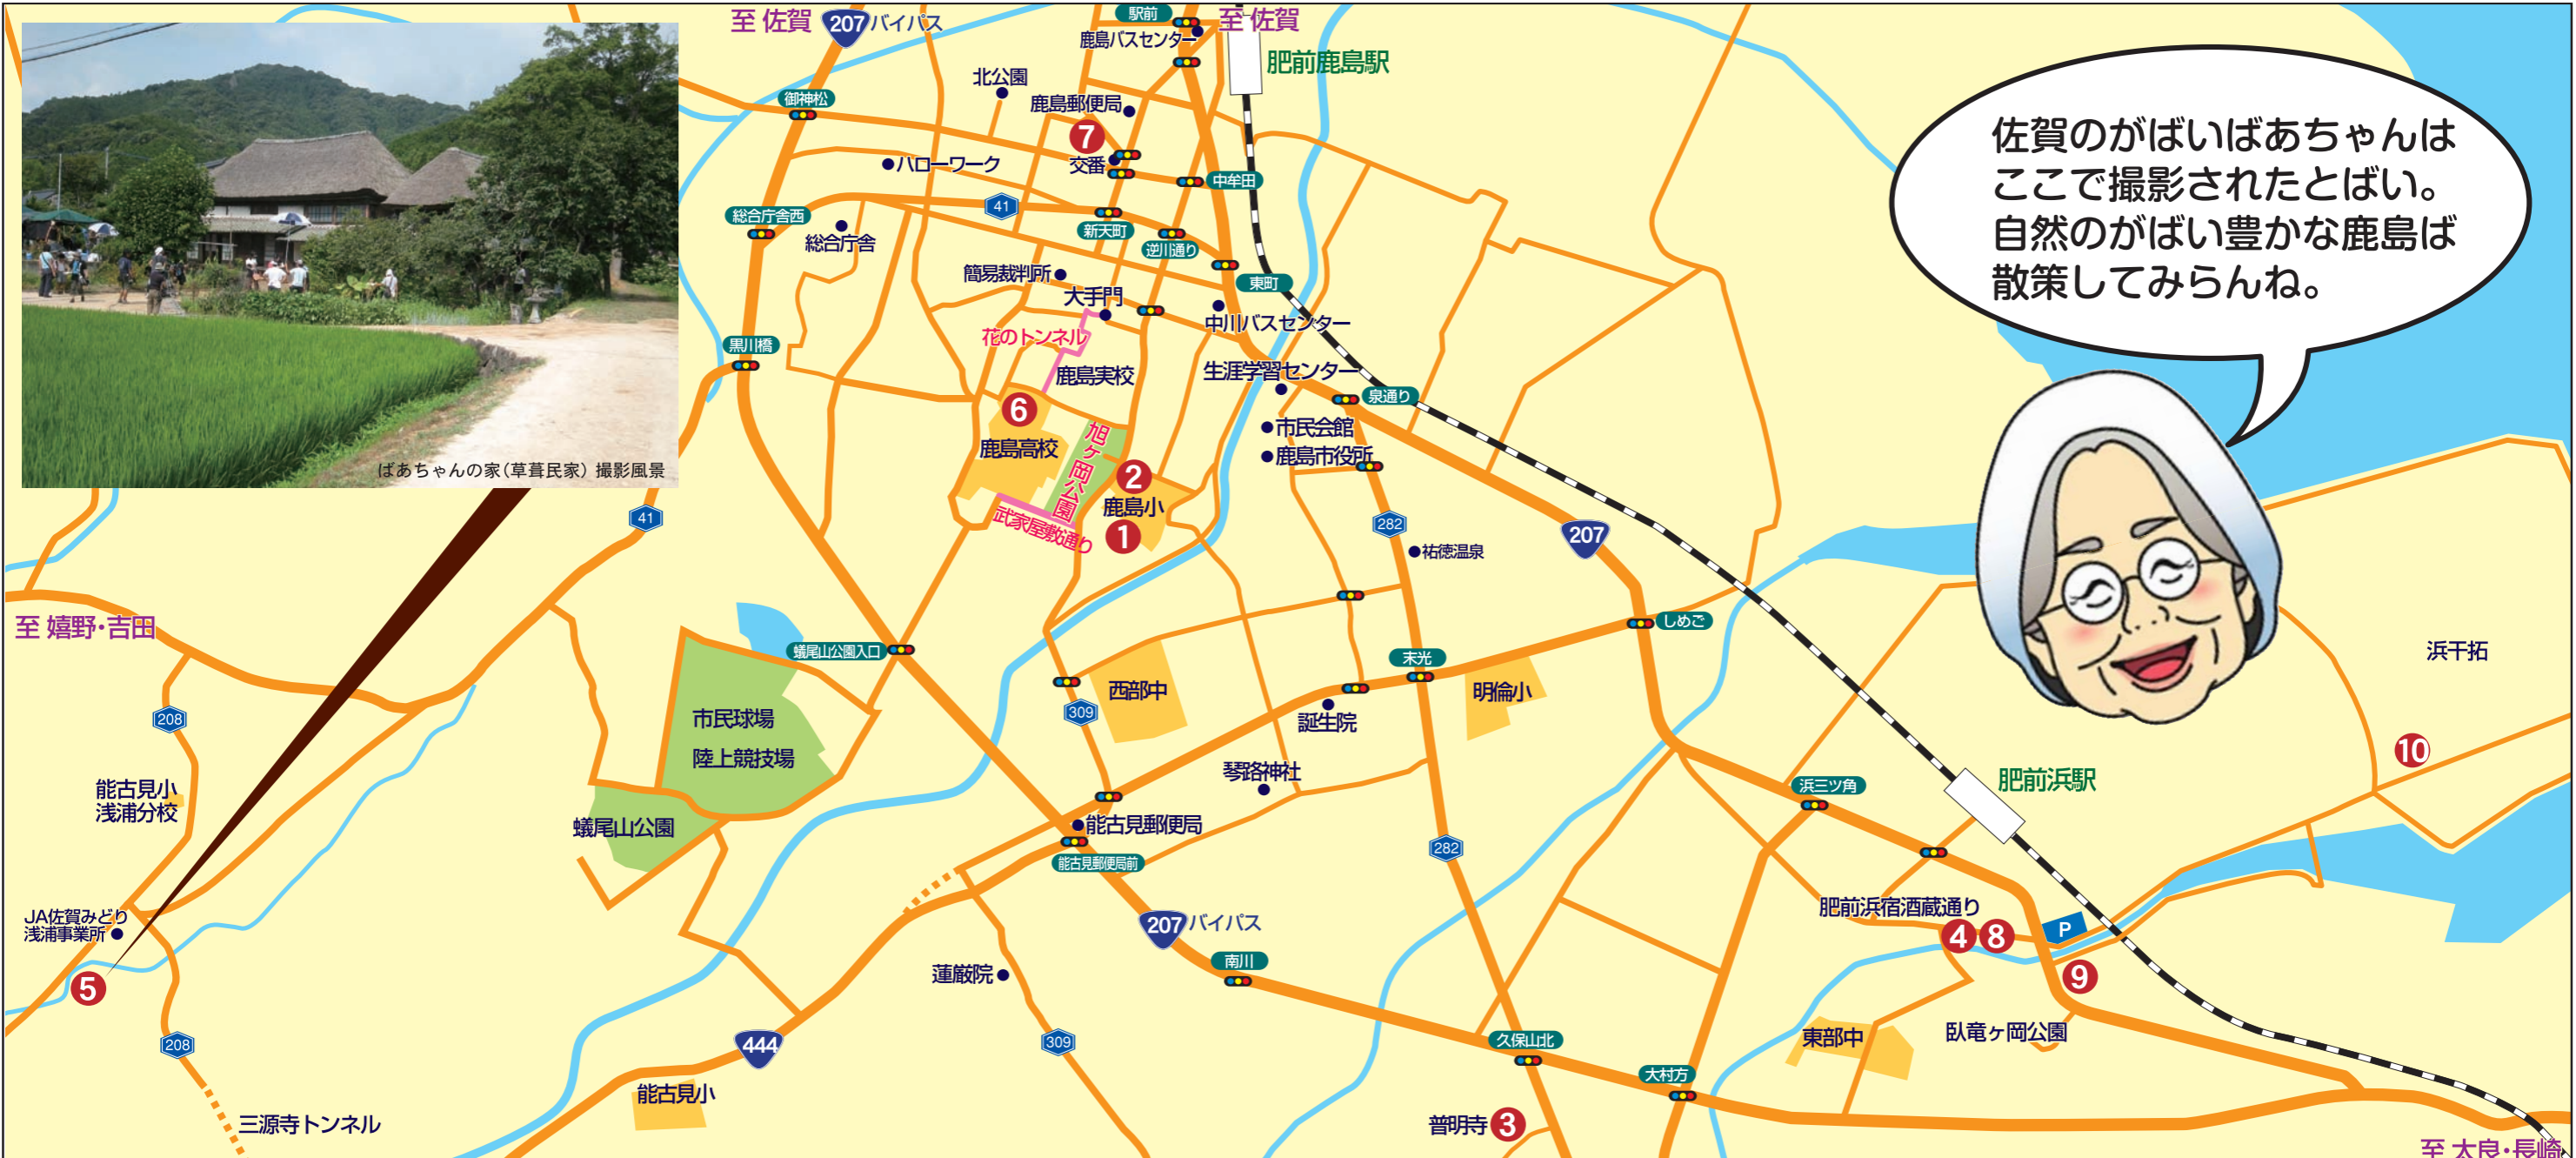 至 佐賀
207 バイパス
駅前
鹿島バスセンター
至 佐賀
肥前鹿島駅
北公園
鹿島郵便局
御神松
7
交番
ハローワーク
中牟田
41
総合庁舎西
総合庁舎
新天町
逆川通り
簡易裁判所
東町
大手門
中川バスセンター
花のトンネル
黒川橋
鹿島実校
生涯学習センター
泉通り
6
鹿島高校
旭ヶ岡公園
市民会館
鹿島市役所
2
鹿島小
1
武家屋敷通り
佐賀のがばいばあちゃんは
ここで撮影されたとばい。
自然のがばい豊かな鹿島ば
散策してみらんね。
ばあちゃんの家(草葺民家) 撮影風景
41
282
祐徳温泉
207
至 嬉野・吉田
蟻尾山公園入口
しめご
末光
浜干拓
西部中
明倫小
208
309
市民球場
陸上競技場
誕生院
琴路神社
10
能古見小
浅浦分校
肥前浜駅
浜三ツ角
蟻尾山公園
能古見郵便局
能古見郵便局前
282
JA佐賀みどり
浅浦事業所
207 バイパス
肥前浜宿酒蔵通り
4 8
P
5
蓮厳院
南川
9
208
444
309
久保山北
東部中
臥竜ヶ岡公園
大村方
能古見小
三源寺トンネル
普明寺 3
至 太良・長崎